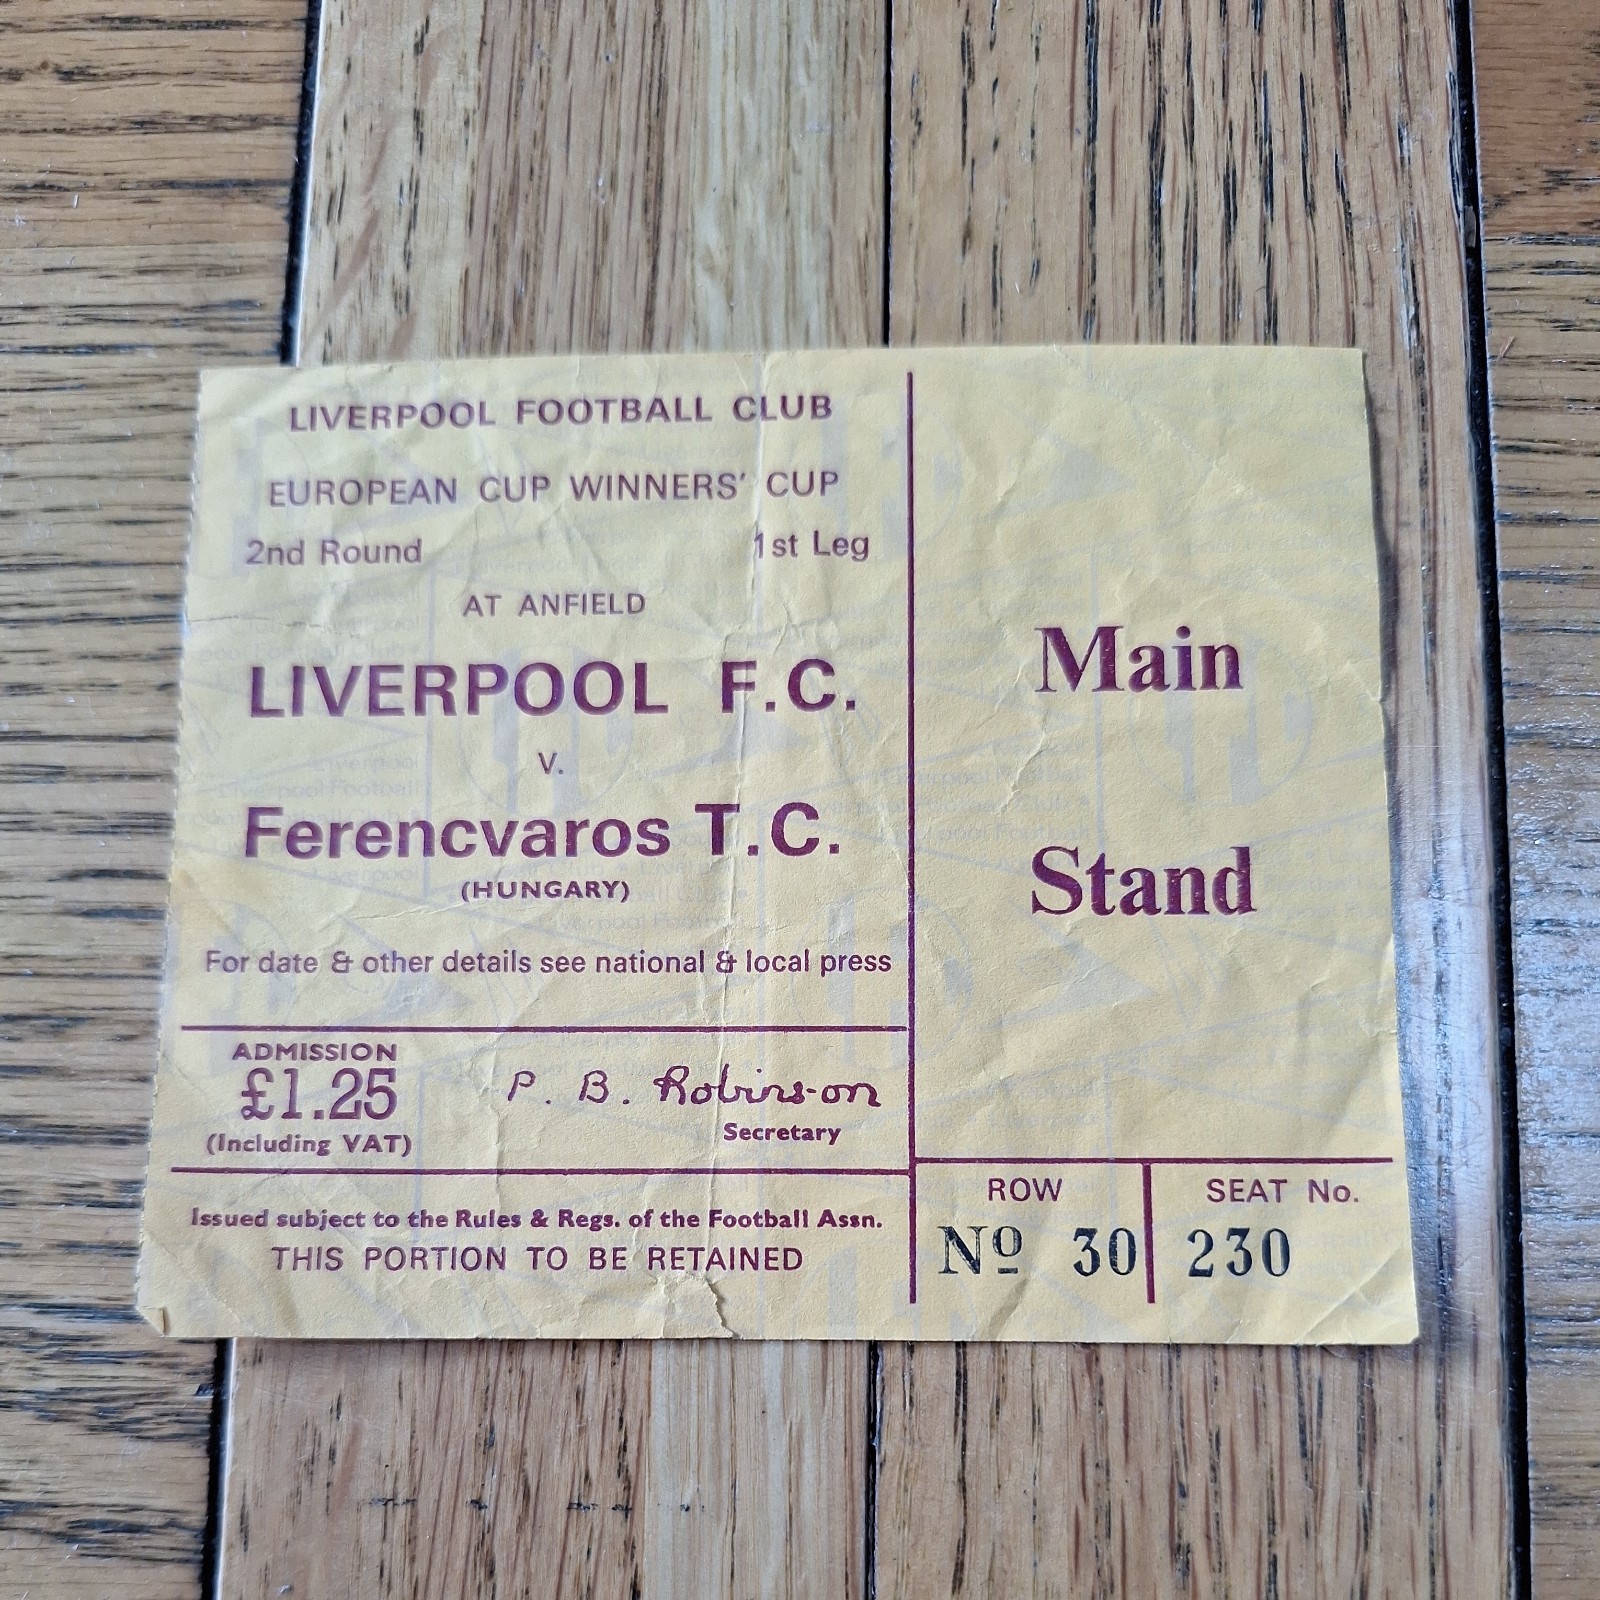 LIVERPOOL FOOTBALL CLUB
EUROPEAN CUP WINNERS' CUP
2nd Round 1st Leg
AT ANFIELD
LIVERPOOL F.C.
v.
Ferencvaros T.C.
(HUNGARY)
For date & other details see national & local press
ADMISSION
£1.25
(Including VAT)
P. B. Robinson
Secretary
Issued subject to the Rules & Regs. of the Football Assn.
THIS PORTION TO BE RETAINED
Main
Stand
ROW
Nº 30
SEAT No.
230